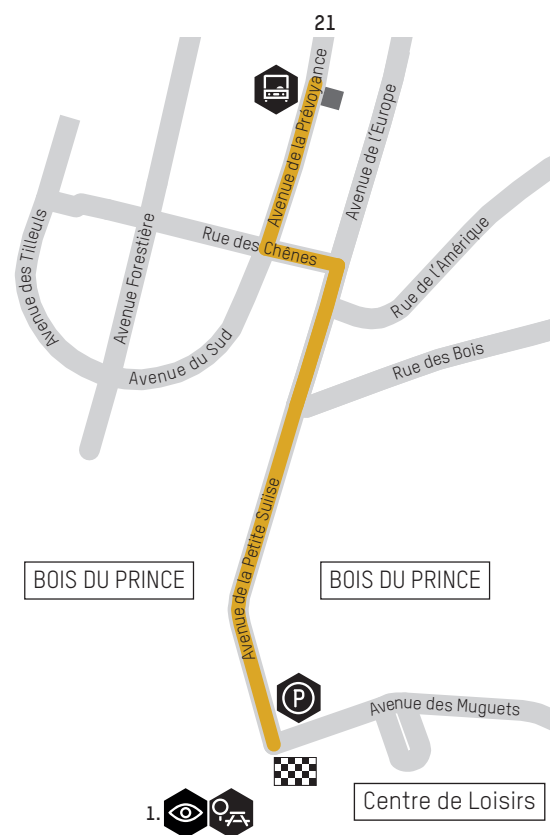 21
Avenue de la Prévoyance
Avenue de l'Europe
Rue des Chênes
Avenue Forestière
Avenue des Tilleuls
Rue de l'Amérique
Avenue du Sud
Rue des Bois
Avenue de la Petite Suiise
BOIS DU PRINCE
BOIS DU PRINCE
P
Avenue des Muguets
Centre de Loisirs
1.